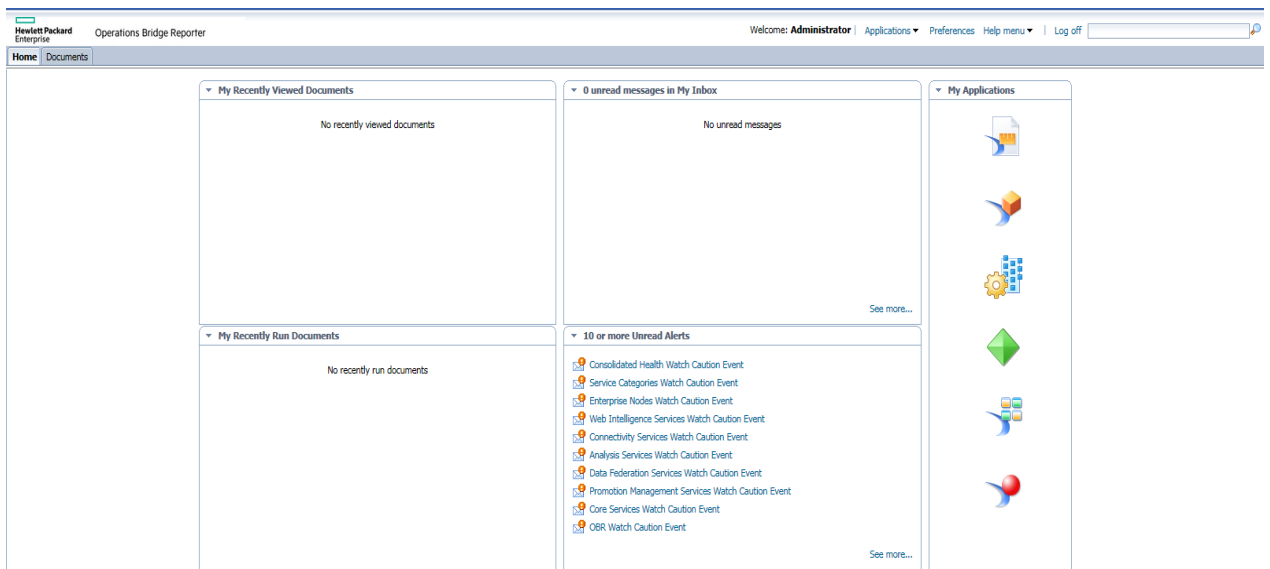 Hewlett Packard
Enterprise
Operations Bridge Reporter
Welcome: Administrator | Applications Preferences Help menu | Log off
Home Documents
My Recently Viewed Documents
No recently viewed documents
0 unread messages in My Inbox
No unread messages
See more...
My Applications
My Recently Run Documents
No recently run documents
10 or more Unread Alerts
Consolidated Health Watch Caution Event
Service Categories Watch Caution Event
Enterprise Nodes Watch Caution Event
Web Intelligence Services Watch Caution Event
Connectivity Services Watch Caution Event
Analysis Services Watch Caution Event
Data Federation Services Watch Caution Event
Promotion Management Services Watch Caution Event
Core Services Watch Caution Event
OBR Watch Caution Event
See more...